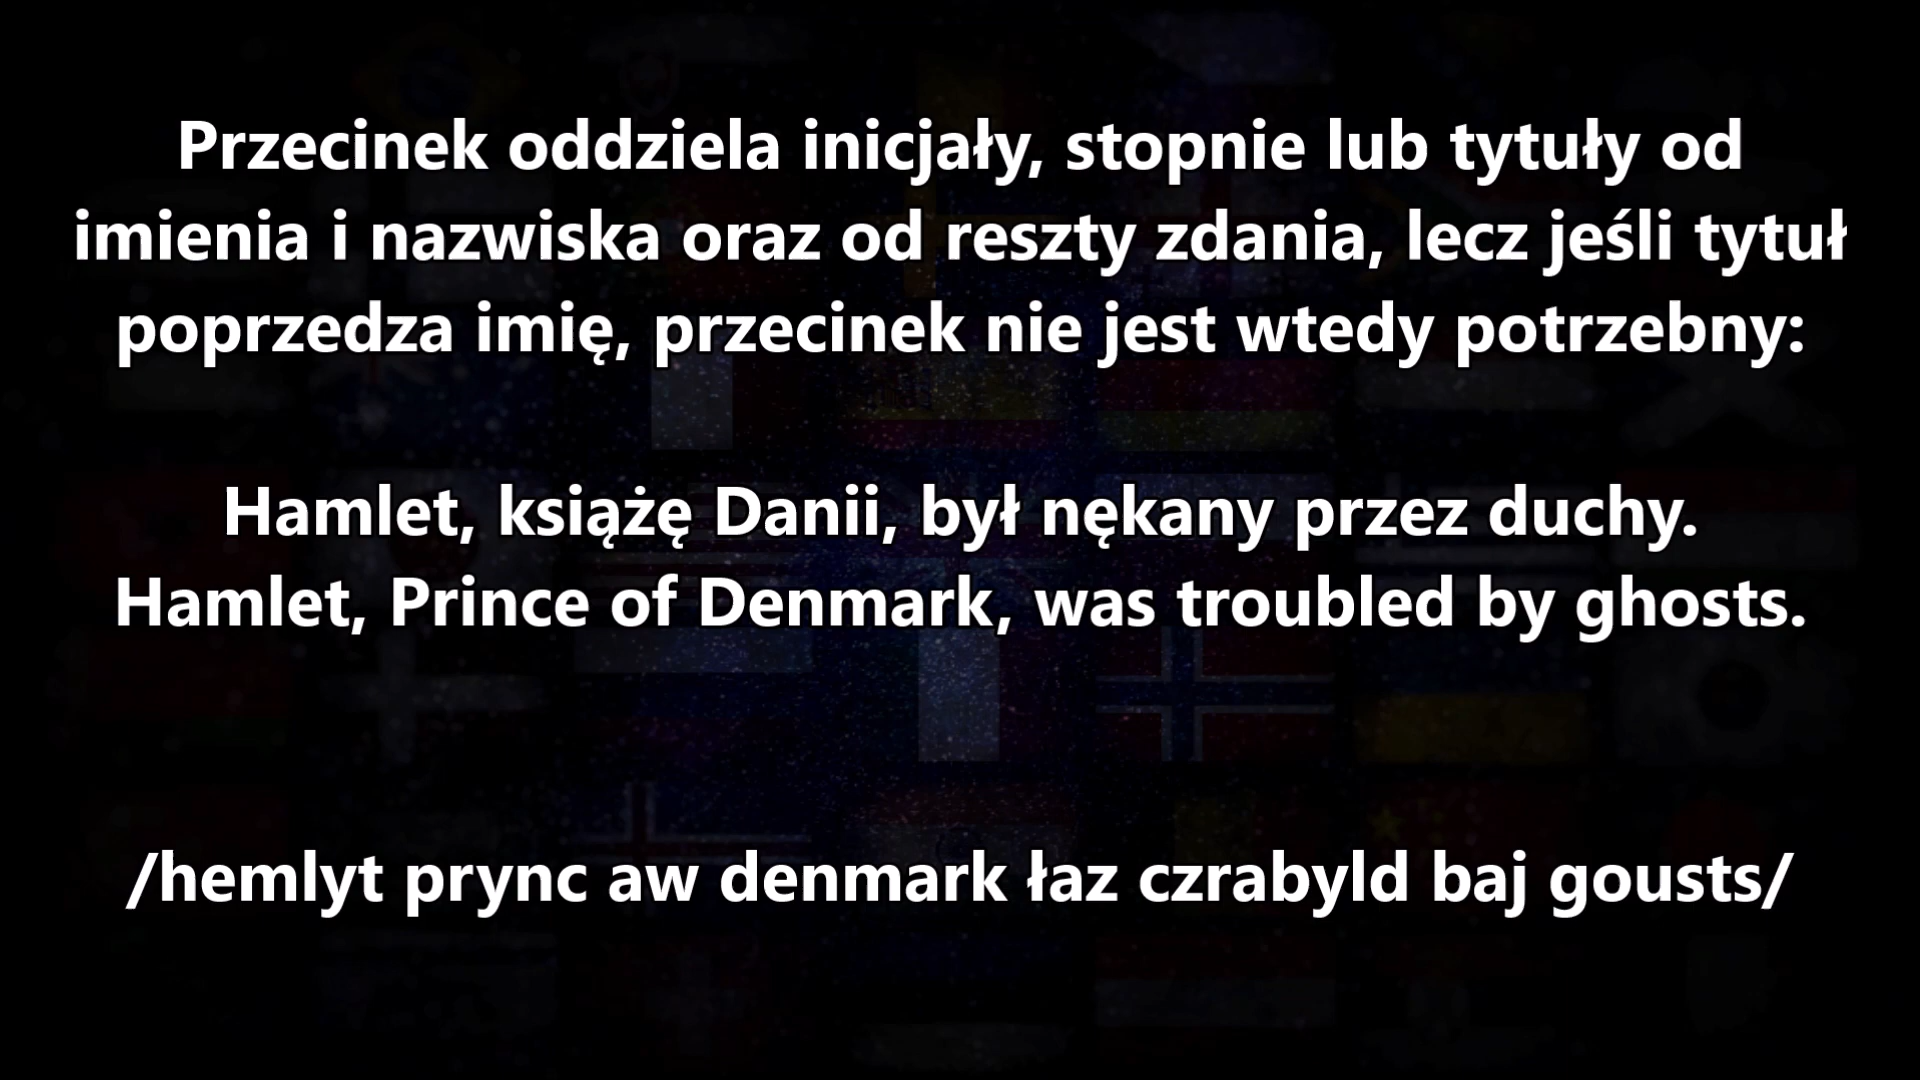 Przecinek oddziela inicjały, stopnie lub tytuły od
imienia i nazwiska oraz od reszty zdania, lecz jeśli tytuł
poprzedza imię, przecinek nie jest wtedy potrzebny:
Hamlet, książę Danii, był nękany przez duchy.
Hamlet, Prince of Denmark, was troubled by ghosts.
/hemlyt prync aw denmark łaz czrabyld baj gousts/